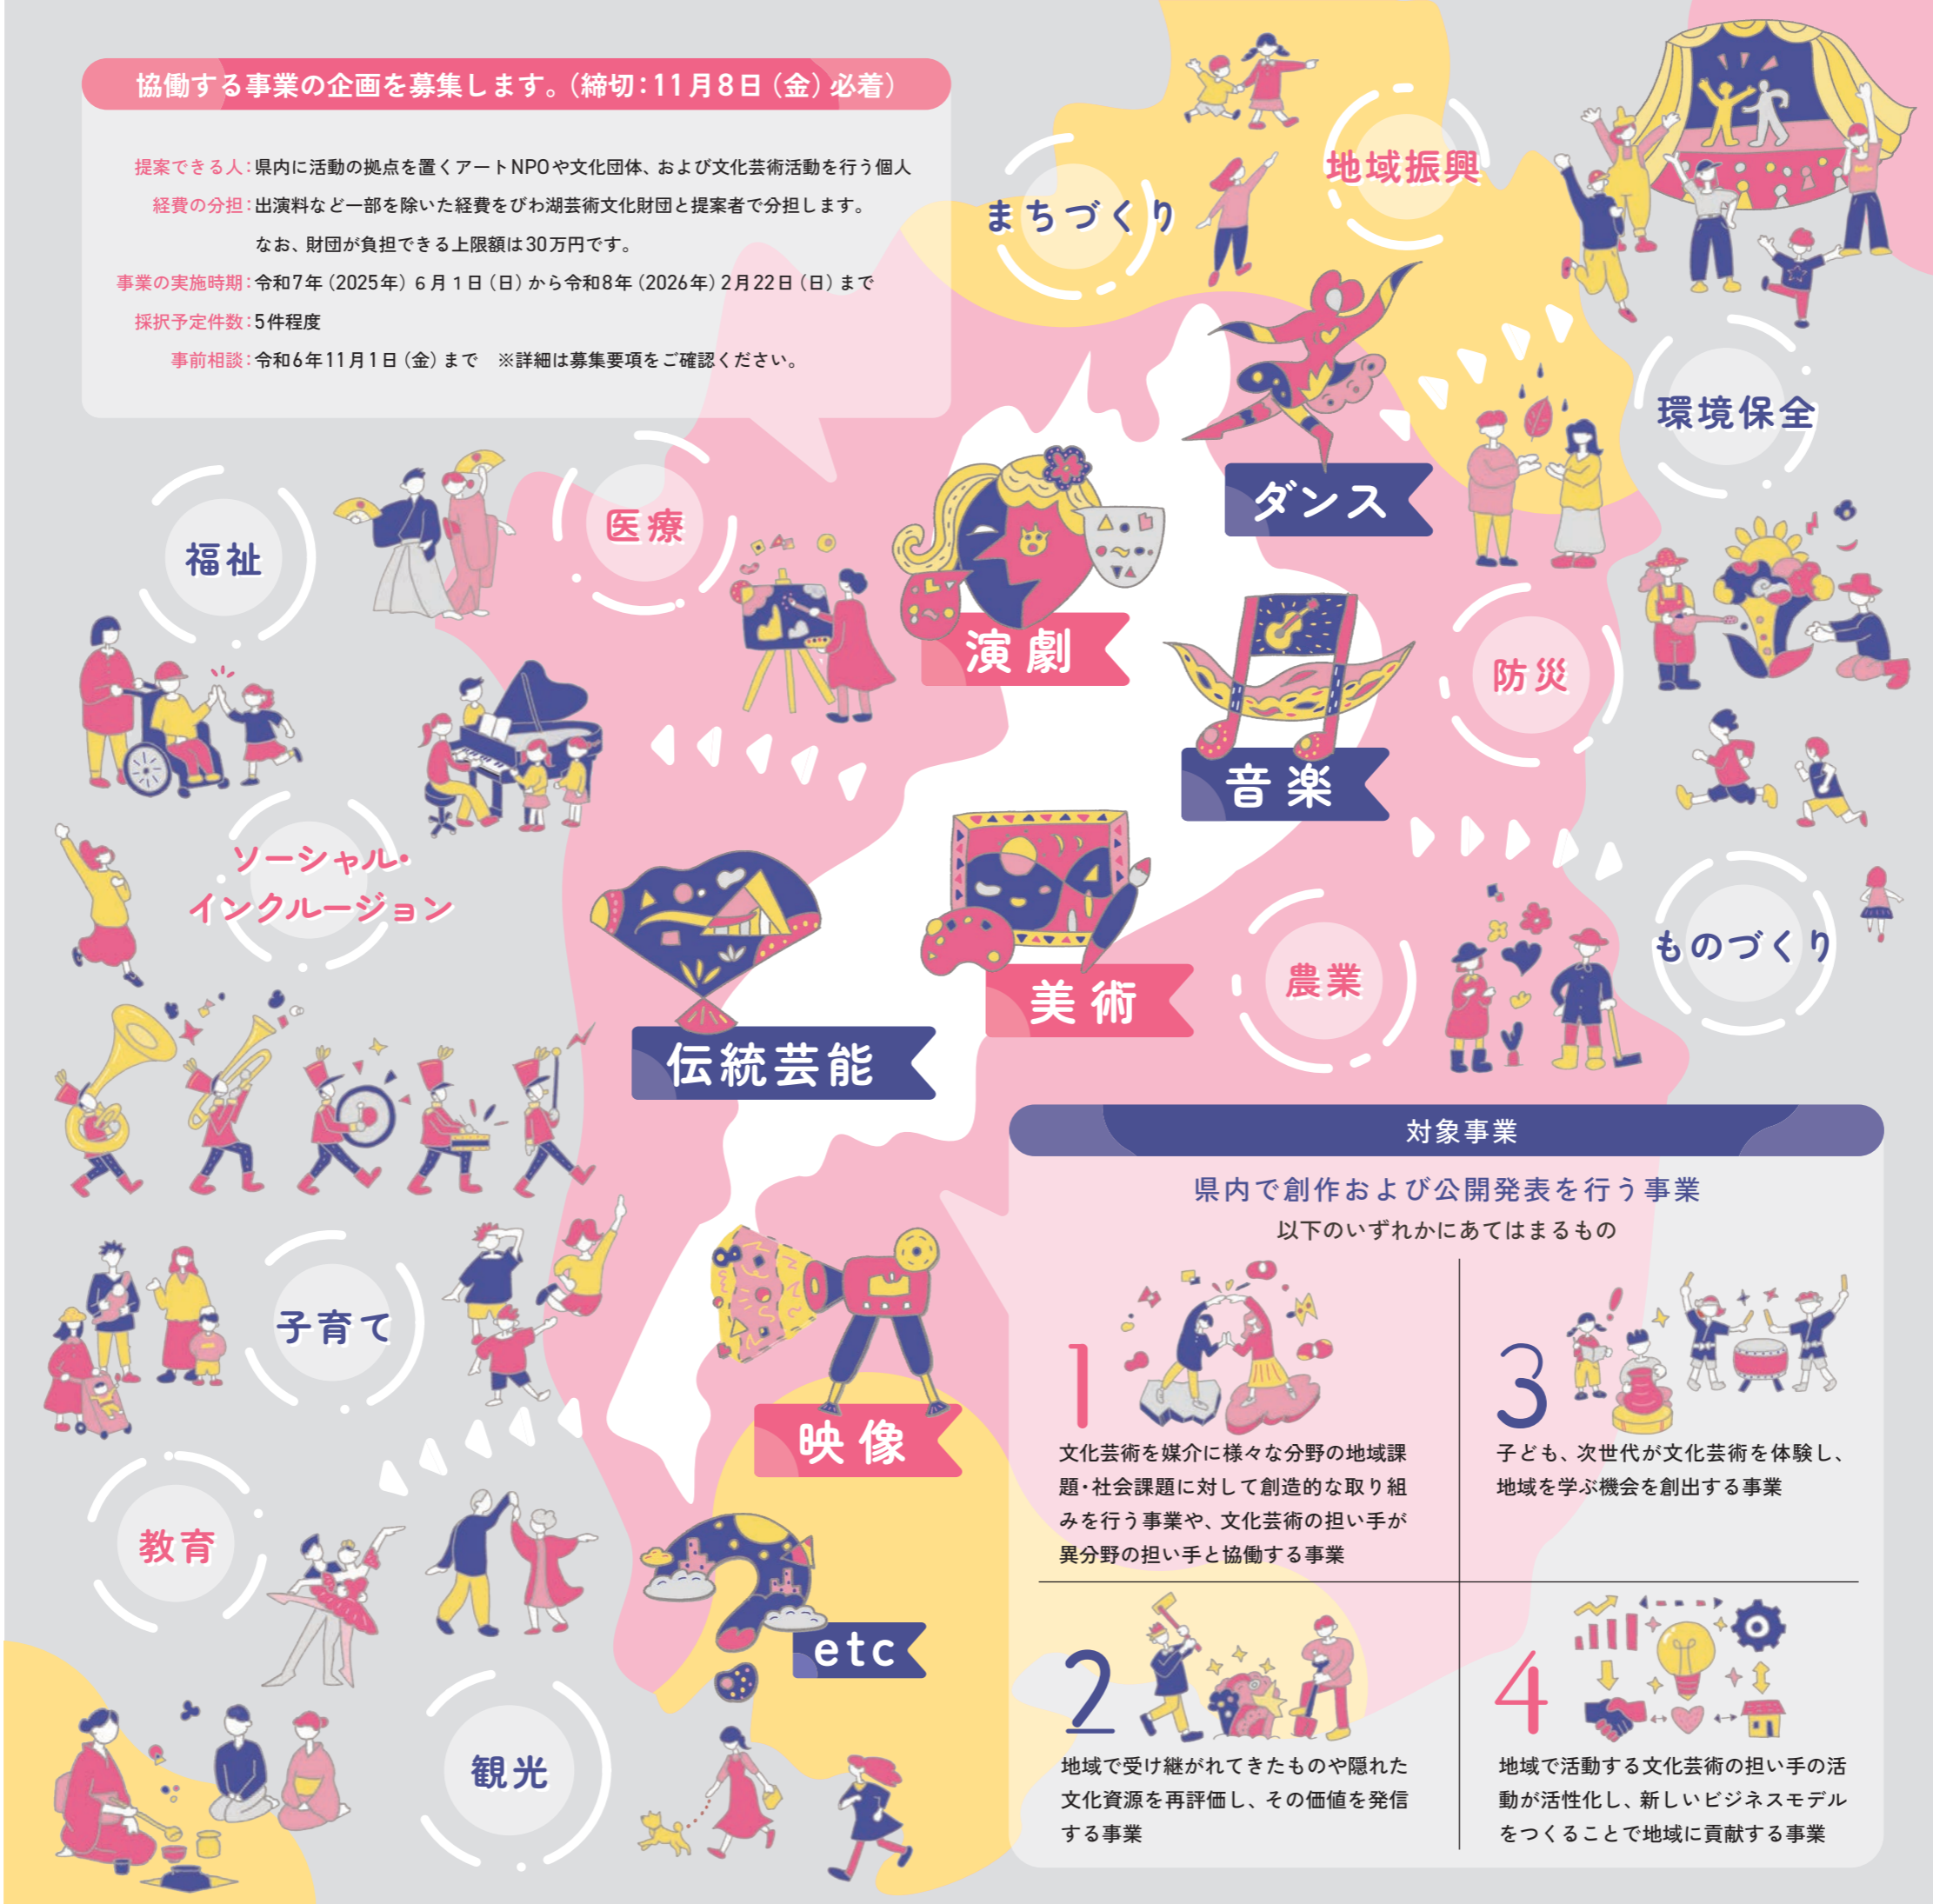 協働する事業の企画を募集します。（締切：11月8日（金）必着）
提案できる人：県内に活動の拠点を置くアートNPOや文化団体、および文化芸術活動を行う個人
経費の分担：出演料など一部を除いた経費をびわ湖芸術文化財団と提案者で分担します。
なお、財団が負担できる上限額は30万円です。
事業の実施時期：令和7年（2025年）6月1日（日）から令和8年（2026年）2月22日（日）まで
採択予定件数：5件程度
事前相談：令和6年11月1日（金）まで　※詳細は募集要項をご確認ください。
まちづくり
地域振興
環境保全
ダンス
福祉
医療
演劇
防災
音楽
ソーシャル・
インクルージョン
ものづくり
農業
美術
伝統芸能
子育て
映像
教育
etc
観光
対象事業
県内で創作および公開発表を行う事業
以下のいずれかにあてはまるもの
1
文化芸術を媒介に様々な分野の地域課
題・社会課題に対して創造的な取り組
みを行う事業や、文化芸術の担い手が
異分野の担い手と協働する事業
2
地域で受け継がれてきたものや隠れた
文化資源を再評価し、その価値を発信
する事業
3
子ども、次世代が文化芸術を体験し、
地域を学ぶ機会を創出する事業
4
地域で活動する文化芸術の担い手の活
動が活性化し、新しいビジネスモデル
をつくることで地域に貢献する事業